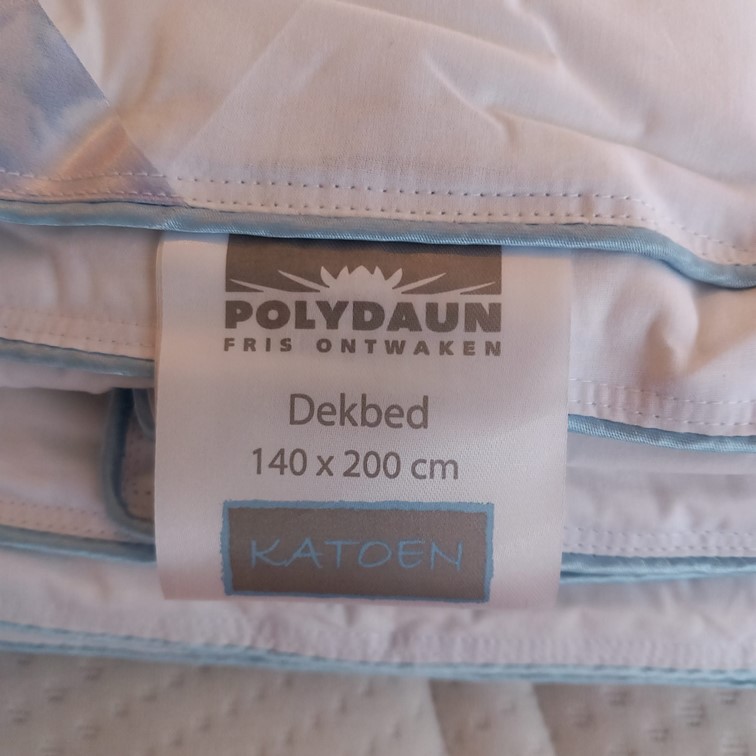 POLYDAUN
FRIS ONTWAKEN
Dekbed
140 x 200 cm
KATOEN